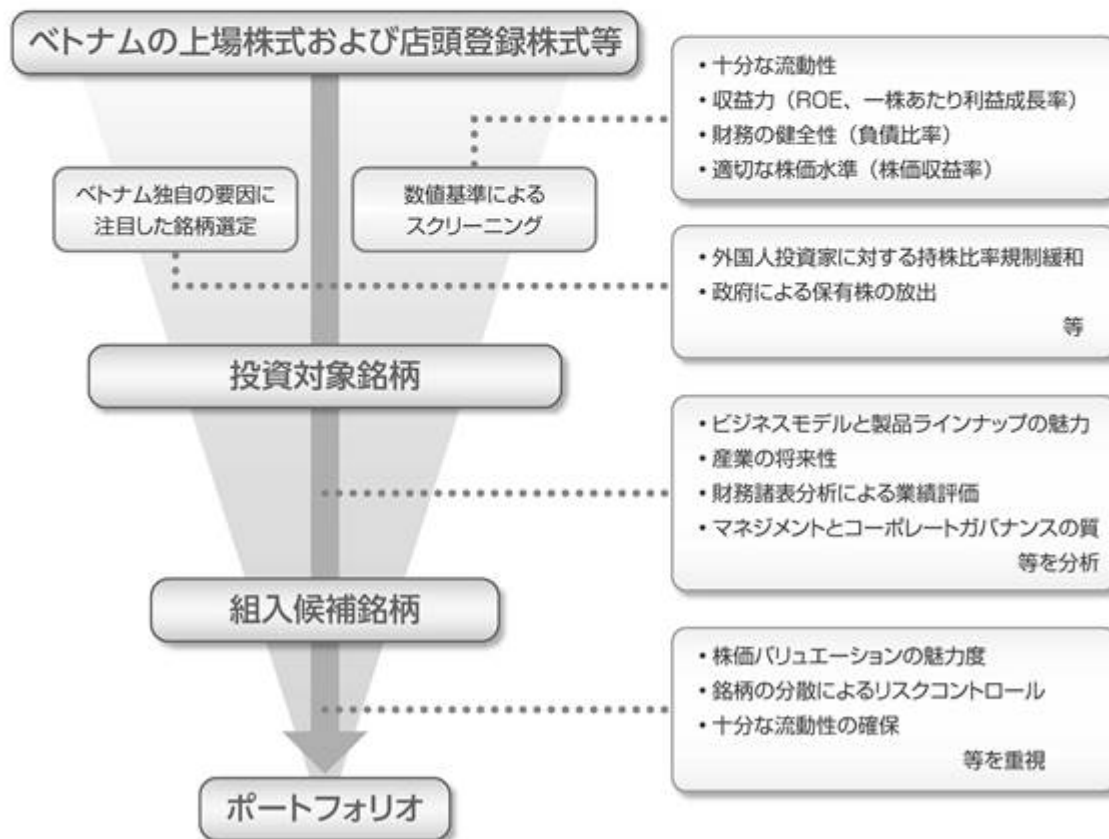 ベトナムの上場株式および店頭登録株式等
・十分な流動性
・収益力（ROE、一株あたり利益成長率）
・財務の健全性（負債比率）
・適切な株価水準（株価収益率）
ベトナム独自の要因に
注目した銘柄選定
数値基準による
スクリーニング
・外国人投資家に対する持株比率規制緩和
・政府による保有株の放出
等
投資対象銘柄
・ビジネスモデルと製品ラインナップの魅力
・産業の将来性
・財務諸表分析による業績評価
・マネジメントとコーポレートガバナンスの質
等を分析
組入候補銘柄
・株価バリュエーションの魅力度
・銘柄の分散によるリスクコントロール
・十分な流動性の確保
等を重視
ポートフォリオ